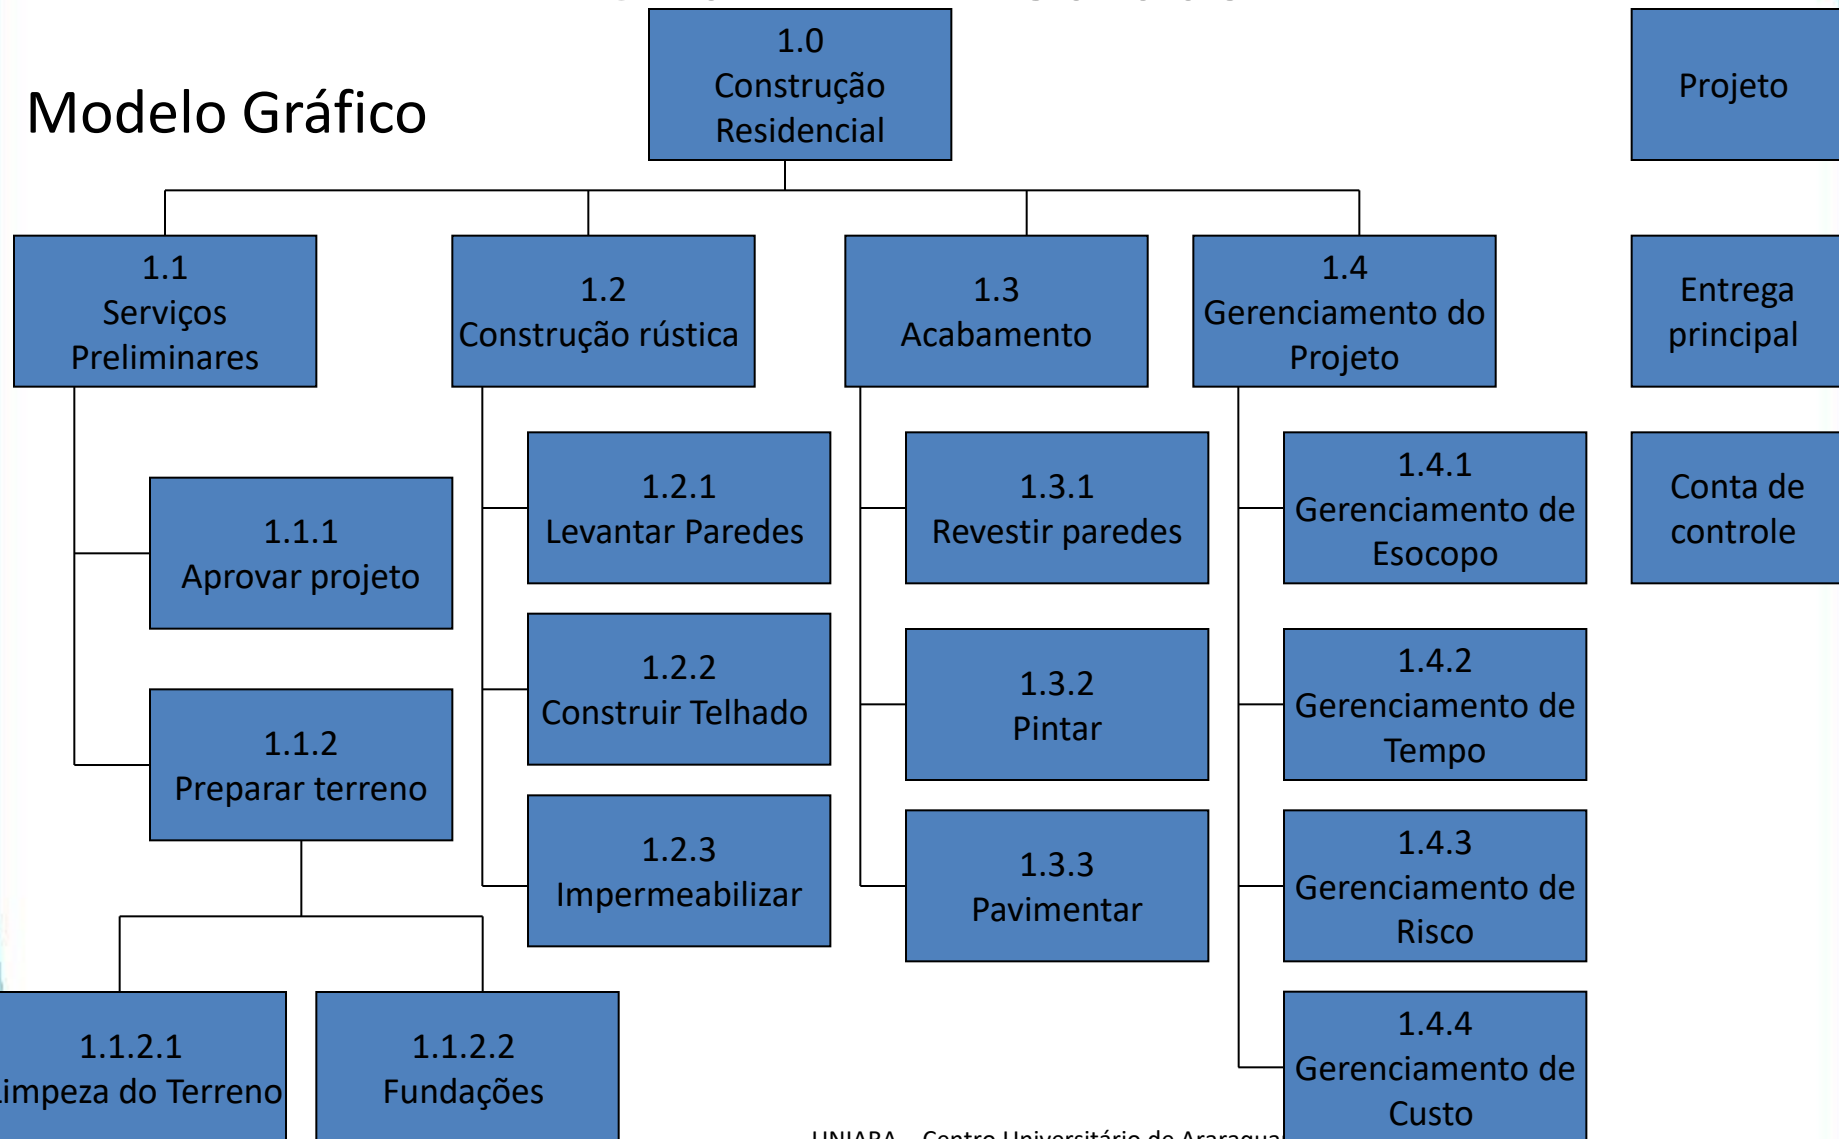 Modelo Gráfico
1.0
Construção
Residencial
Projeto
1.1
Serviços
Preliminares
1.2
Construção rústica
1.3
Acabamento
1.4
Gerenciamento do
Projeto
Entrega
principal
1.1.1
Aprovar projeto
1.1.2
Preparar terreno
1.1.2.1
Limpeza do Terreno
1.1.2.2
Fundações
1.2.1
Levantar Paredes
1.2.2
Construir Telhado
1.2.3
Impermeabilizar
1.3.1
Revestir paredes
1.3.2
Pintar
1.3.3
Pavimentar
1.4.1
Gerenciamento de
Esocopo
1.4.2
Gerenciamento de
Tempo
1.4.3
Gerenciamento de
Risco
1.4.4
Gerenciamento de
Custo
Conta de
controle
UNIARA – Centro Universitário de